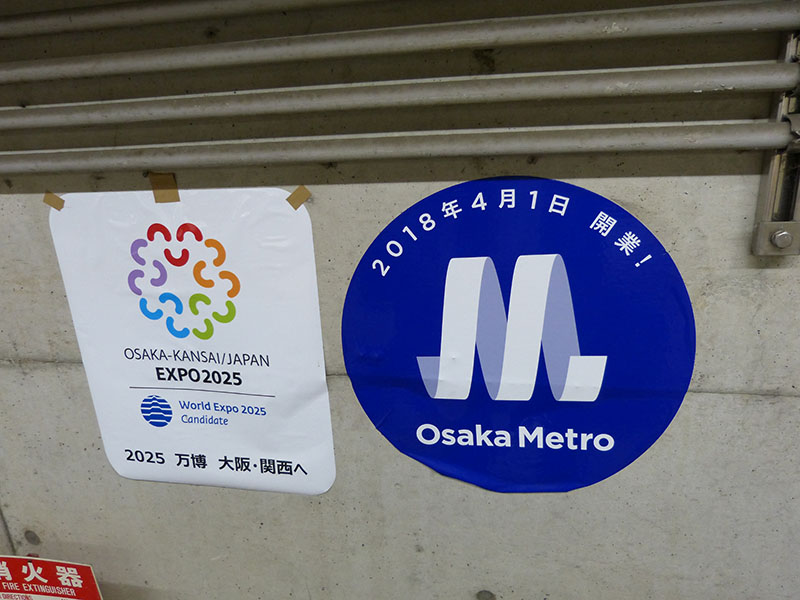 OSAKA-KANSAI/JAPAN
EXPO2025
World Expo 2025
Candidate
2025 万博 大阪・関西へ
2018年4月1日 開業!
Osaka Metro
消火器
FIRE EXTINGUISHER